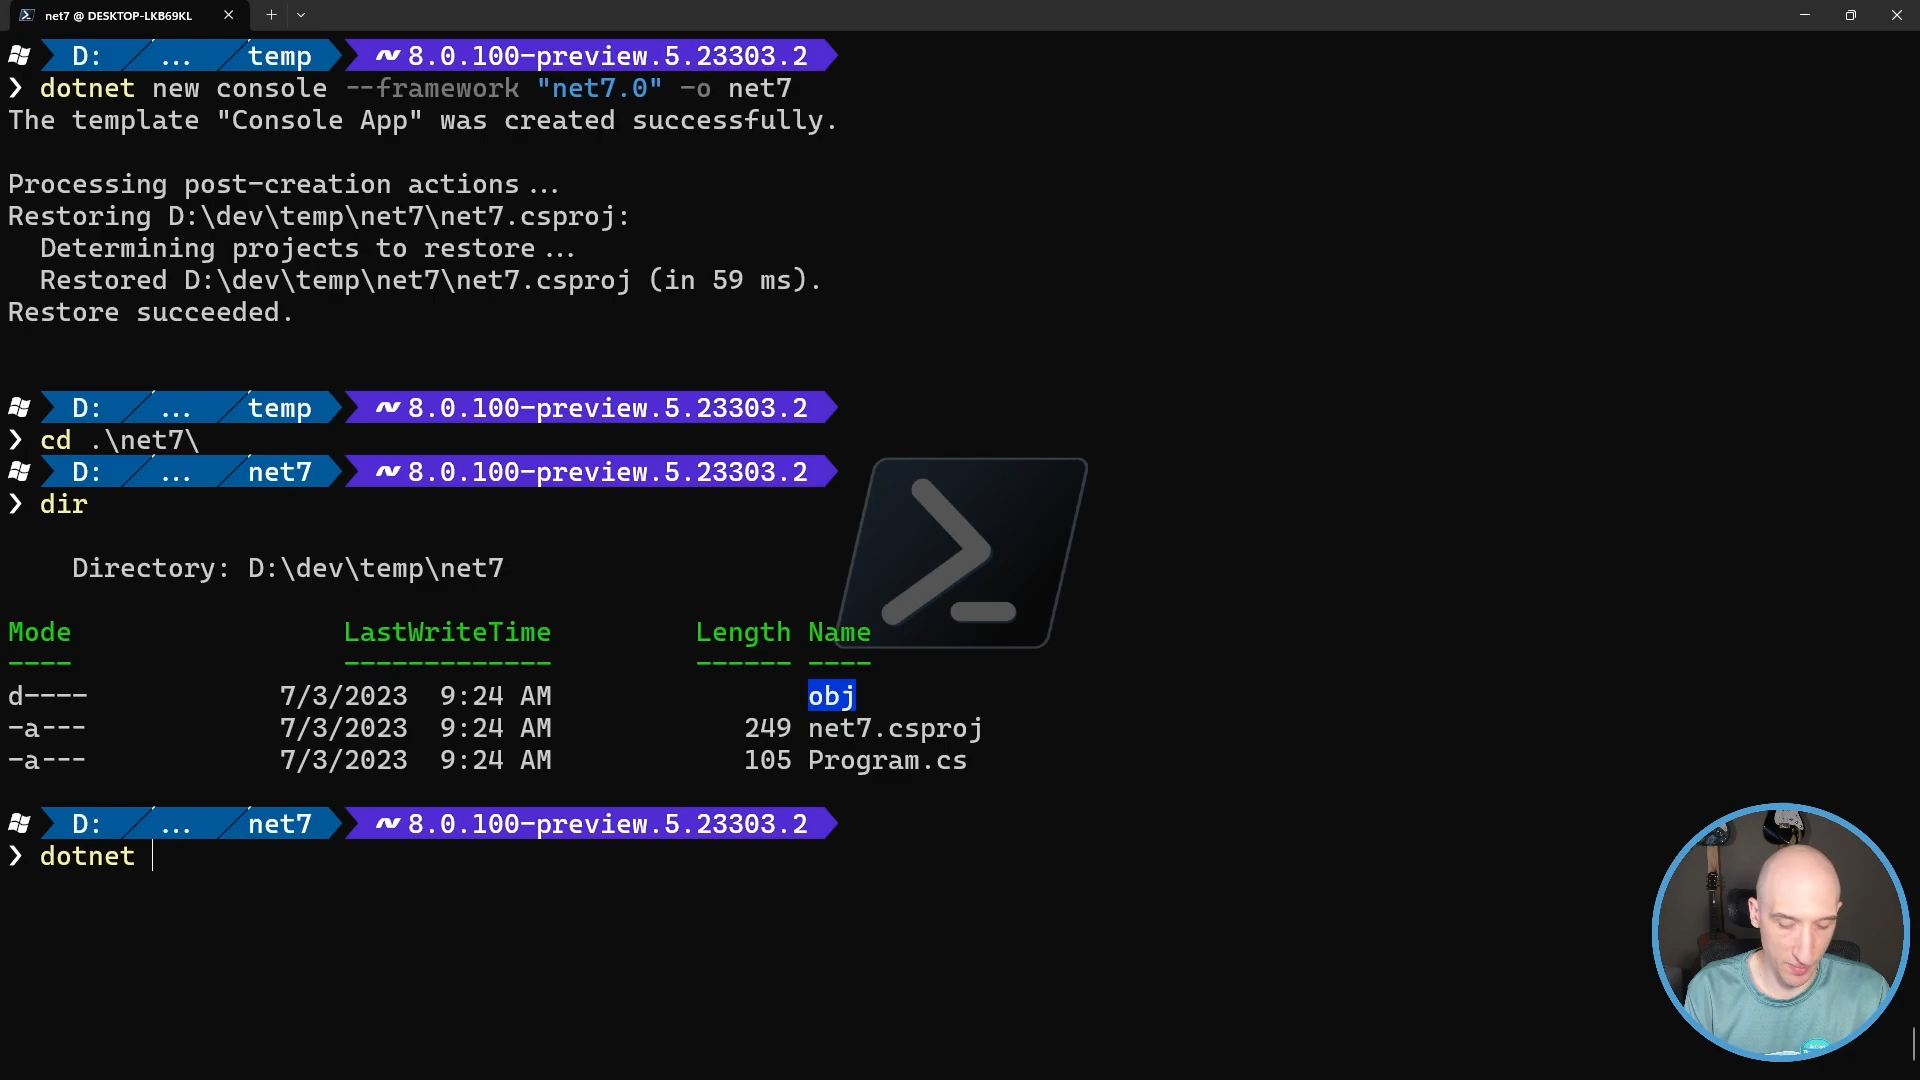 net7 @ DESKTOP-LKB69KL
D: ... temp 8.0.100-preview.5.23303.2
❯ dotnet new console --framework "net7.0" -o net7
The template "Console App" was created successfully.
Processing post-creation actions...
Restoring D:\dev\temp\net7\net7.csproj:
Determining projects to restore...
Restored D:\dev\temp\net7\net7.csproj (in 59 ms).
Restore succeeded.
D: ... temp 8.0.100-preview.5.23303.2
❯ cd .\net7\
D: ... net7 8.0.100-preview.5.23303.2
❯ dir
Directory: D:\dev\temp\net7
Mode LastWriteTime Length Name
---- ------------- ------ ----
d---- 7/3/2023 9:24 AM obj
-a--- 7/3/2023 9:24 AM 249 net7.csproj
-a--- 7/3/2023 9:24 AM 105 Program.cs
D: ... net7 8.0.100-preview.5.23303.2
❯ dotnet